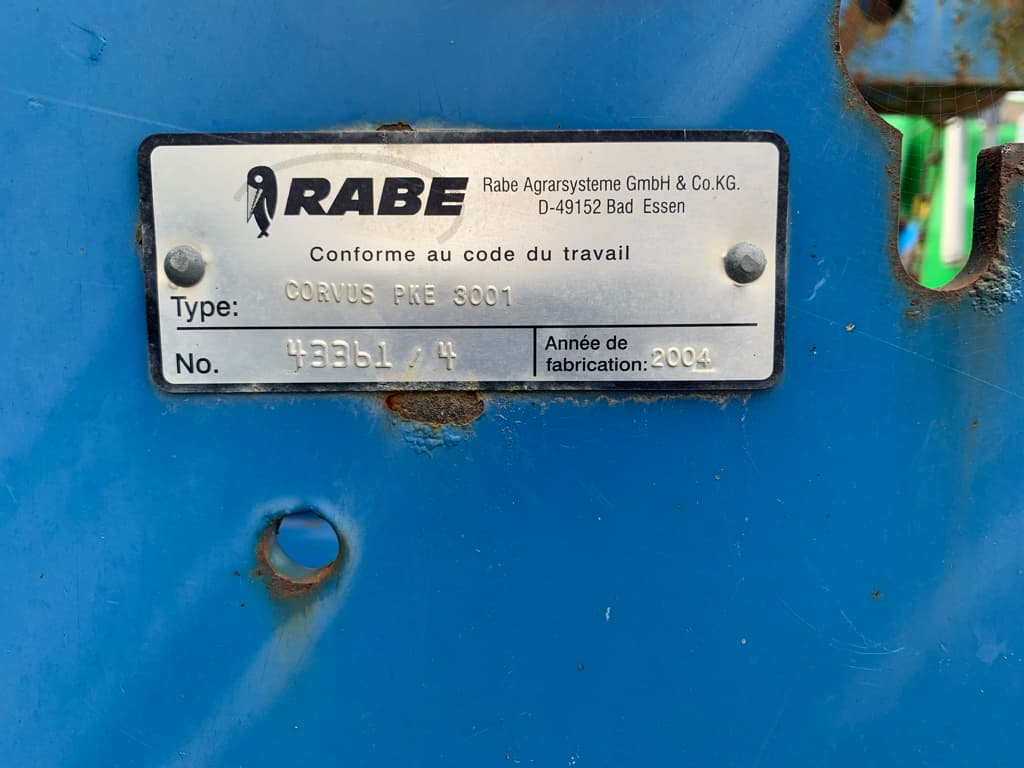 RABE
Rabe Agrarsysteme GmbH & Co.KG.
D-49152 Bad Essen
Conforme au code du travail
Type: CORVUS PKE 3001
No. 43361/4
Année de
fabrication: 2004